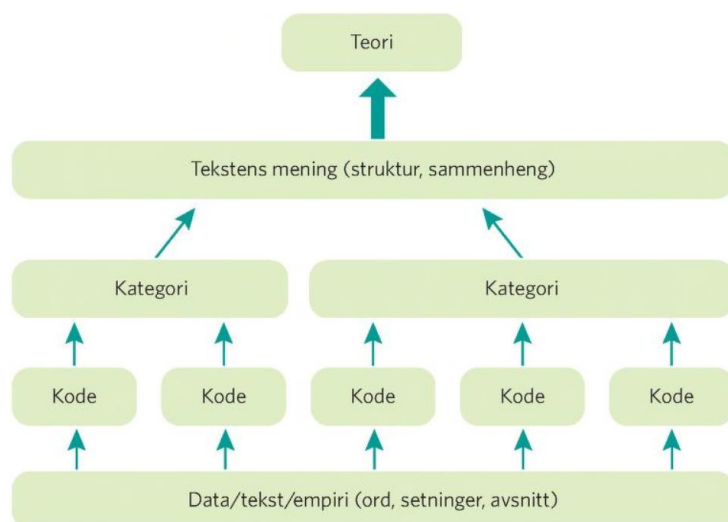 Teori
Tekstens mening (struktur, sammenheng)
Kategori
Kategori
Kode
Kode
Kode
Kode
Kode
Data/tekst/empiri (ord, setninger, avsnitt)